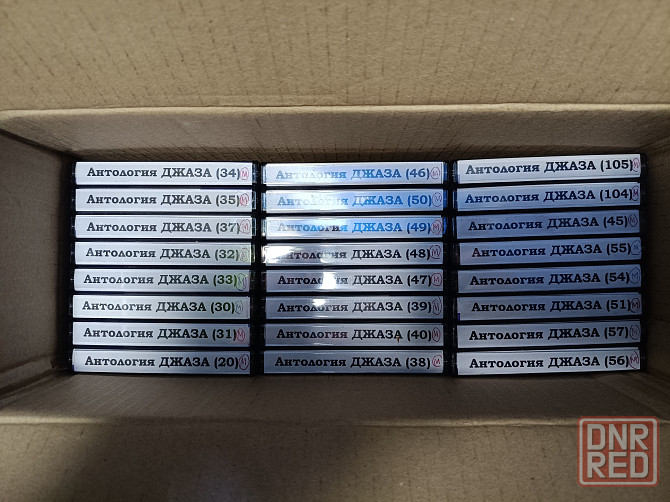 Антология ДЖАЗА (34) М
Антология ДЖАЗА (35) М
Антология ДЖАЗА (37) М
Антология ДЖАЗА (32) М
Антология ДЖАЗА (33) М
Антология ДЖАЗА (30) М
Антология ДЖАЗА (31) М
Антология ДЖАЗА (20) М
Антология ДЖАЗА (46) М
Антология ДЖАЗА (50) М
Антология ДЖАЗА (49) М
Антология ДЖАЗА (48) М
Антология ДЖАЗА (47) М
Антология ДЖАЗА (39) М
Антология ДЖАЗА (40) М
Антология ДЖАЗА (38) М
Антология ДЖАЗА (105) М
Антология ДЖАЗА (104) М
Антология ДЖАЗА (45) М
Антология ДЖАЗА (55) М
Антология ДЖАЗА (54) М
Антология ДЖАЗА (51) М
Антология ДЖАЗА (57) М
Антология ДЖАЗА (56) М
DNR
RED